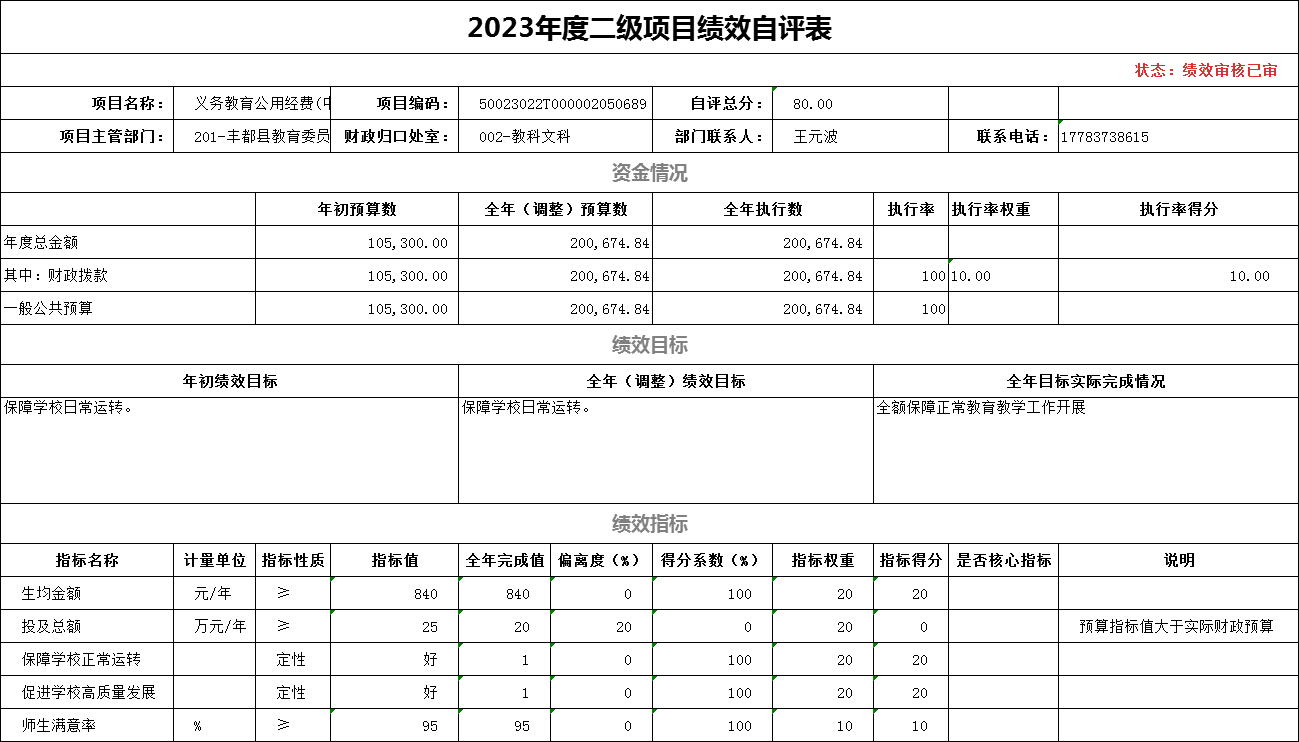 2023年度二级项目绩效自评表
状态：绩效审核已审
项目名称： 义务教育公用经费(中 项目编码： 50023022T000002050689 自评总分： 80.00
项目主管部门： 201-丰都县教育委员 财政归口处室： 002-教科文科 部门联系人： 王元波 联系电话： 17783738615
资金情况
年初预算数 全年（调整）预算数 全年执行数 执行率 执行率权重 执行率得分
年度总金额 105,300.00 200,674.84 200,674.84
其中：财政拨款 105,300.00 200,674.84 200,674.84 100 10.00 10.00
一般公共预算 105,300.00 200,674.84 200,674.84 100
绩效目标
年初绩效目标 全年（调整）绩效目标 全年目标实际完成情况
保障学校日常运转。 保障学校日常运转。 全额保障正常教育教学工作开展
绩效指标
指标名称 计量单位 指标性质 指标值 全年完成值 偏离度（%） 得分系数（%） 指标权重 指标得分 是否核心指标 说明
生均金额 元/年 ≥ 840 840 0 100 20 20
投及总额 万元/年 ≥ 25 20 20 0 20 0 预算指标值大于实际财政预算
保障学校正常运转 定性 好 1 0 100 20 20
促进学校高质量发展 定性 好 1 0 100 20 20
师生满意率 % ≥ 95 95 0 100 10 10